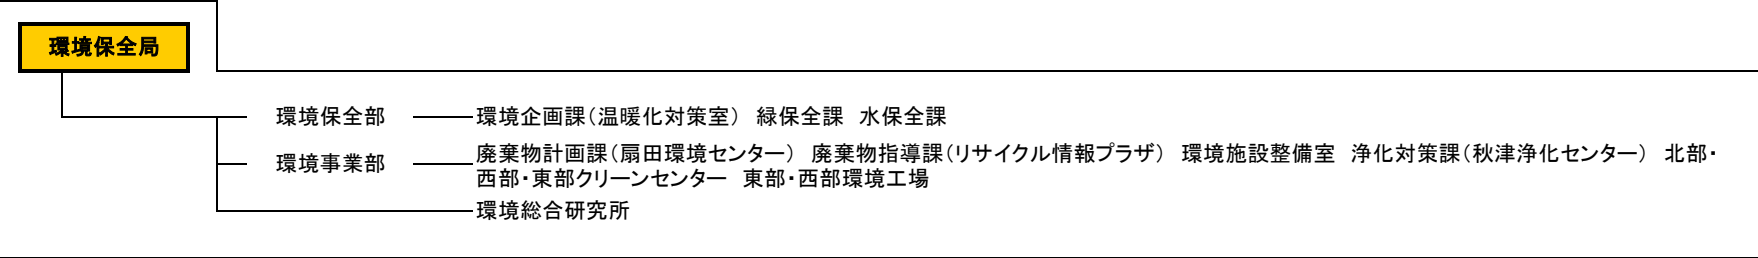 環境保全局
環境保全部 環境企画課（温暖化対策室）　緑保全課　水保全課
環境事業部 廃棄物計画課（扇田環境センター）　廃棄物指導課（リサイクル情報プラザ）　環境施設整備室　浄化対策課（秋津浄化センター）　北部・
西部・東部クリーンセンター　東部・西部環境工場
環境総合研究所